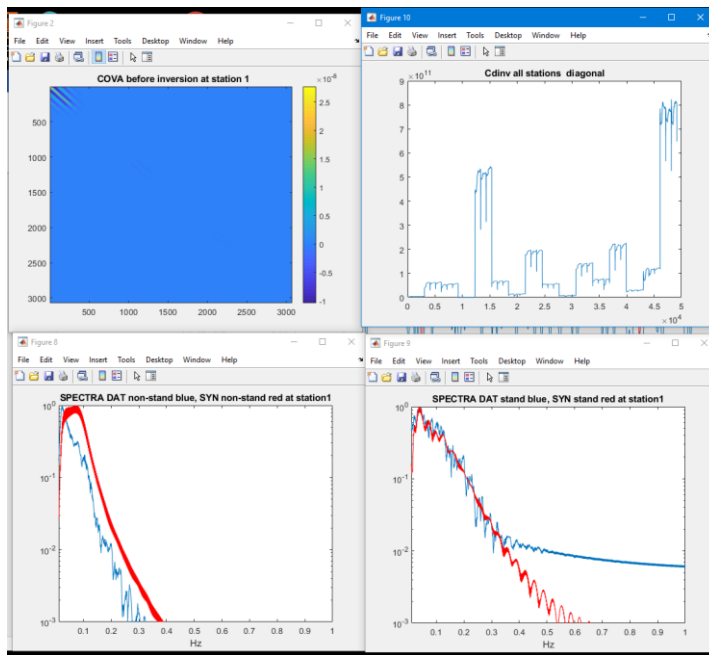 Figure 2
File Edit View Insert Tools Desktop Window Help
COVA before inversion at station 1
×10⁻⁸
500
1000
1500
2000
2500
3000
500 1000 1500 2000 2500 3000
2.5
2
1.5
1
0.5
0
-0.5
-1
Figure 10
File Edit View Insert Tools Desktop Window Help
Cdinv all stations diagonal
×10¹¹
9
8
7
6
5
4
3
2
1
0
0 0.5 1 1.5 2 2.5 3 3.5 4 4.5 5
×10⁴
Figure 8
File Edit View Insert Tools Desktop Window Help
SPECTRA DAT non-stand blue, SYN non-stand red at station1
10⁰
10⁻¹
10⁻²
10⁻³
0.1 0.2 0.3 0.4 0.5 0.6 0.7 0.8 0.9 1
Hz
Figure 9
File Edit View Insert Tools Desktop Window Help
SPECTRA DAT stand blue, SYN stand red at station1
10⁰
10⁻¹
10⁻²
10⁻³
0.1 0.2 0.3 0.4 0.5 0.6 0.7 0.8 0.9 1
Hz